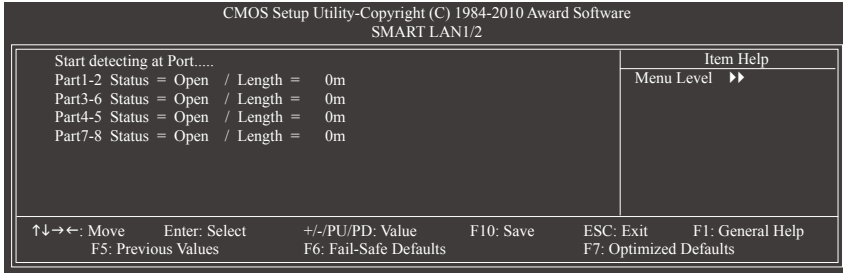 CMOS Setup Utility-Copyright (C) 1984-2010 Award Software
SMART LAN1/2
Start detecting at Port.....
Part1-2 Status = Open / Length = 0m
Part3-6 Status = Open / Length = 0m
Part4-5 Status = Open / Length = 0m
Part7-8 Status = Open / Length = 0m
Item Help
Menu Level ▶▶
↑↓→←: Move Enter: Select +/-/PU/PD: Value F10: Save ESC: Exit F1: General Help
F5: Previous Values F6: Fail-Safe Defaults F7: Optimized Defaults